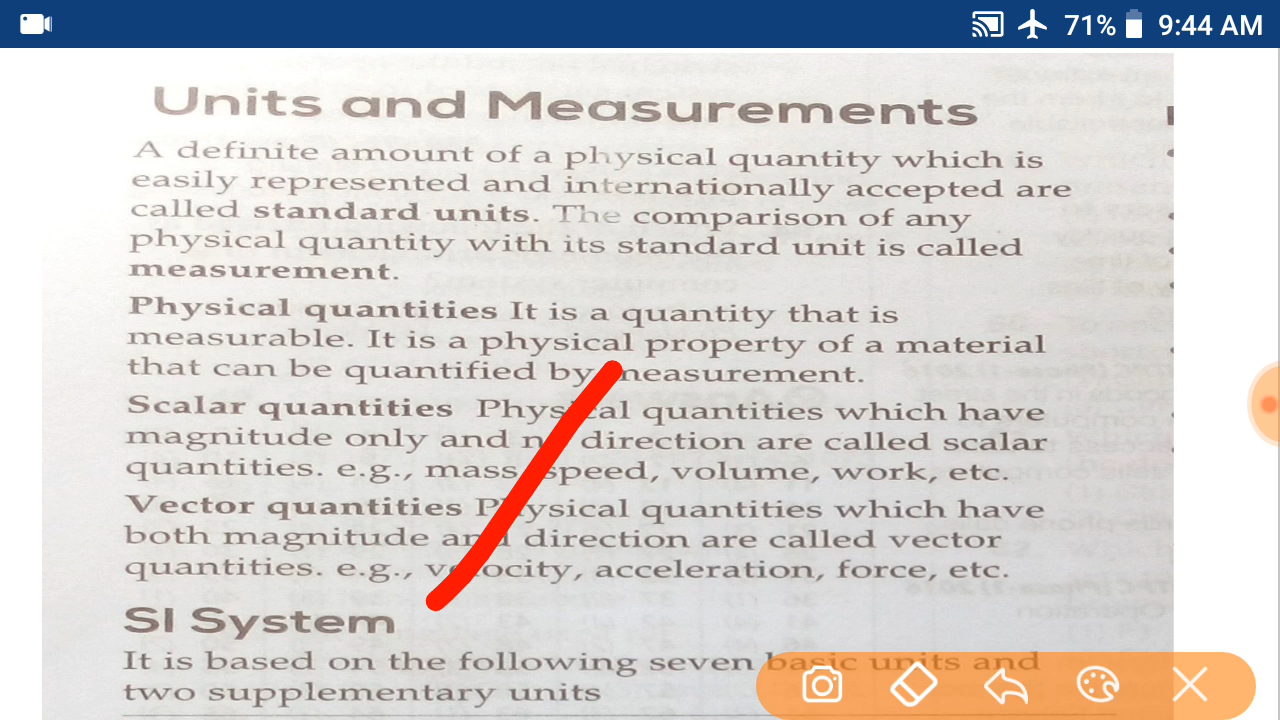 71% 9:44 AM
Units and Measurements
A definite amount of a physical quantity which is
easily represented and internationally accepted are
called standard units. The comparison of any
physical quantity with its standard unit is called
measurement.
Physical quantities It is a quantity that is
measurable. It is a physical property of a material
that can be quantified by measurement.
Scalar quantities Physical quantities which have
magnitude only and no direction are called scalar
quantities. e.g., mass, speed, volume, work, etc.
Vector quantities Physical quantities which have
both magnitude and direction are called vector
quantities. e.g., velocity, acceleration, force, etc.
SI System
It is based on the following seven basic units and
two supplementary units